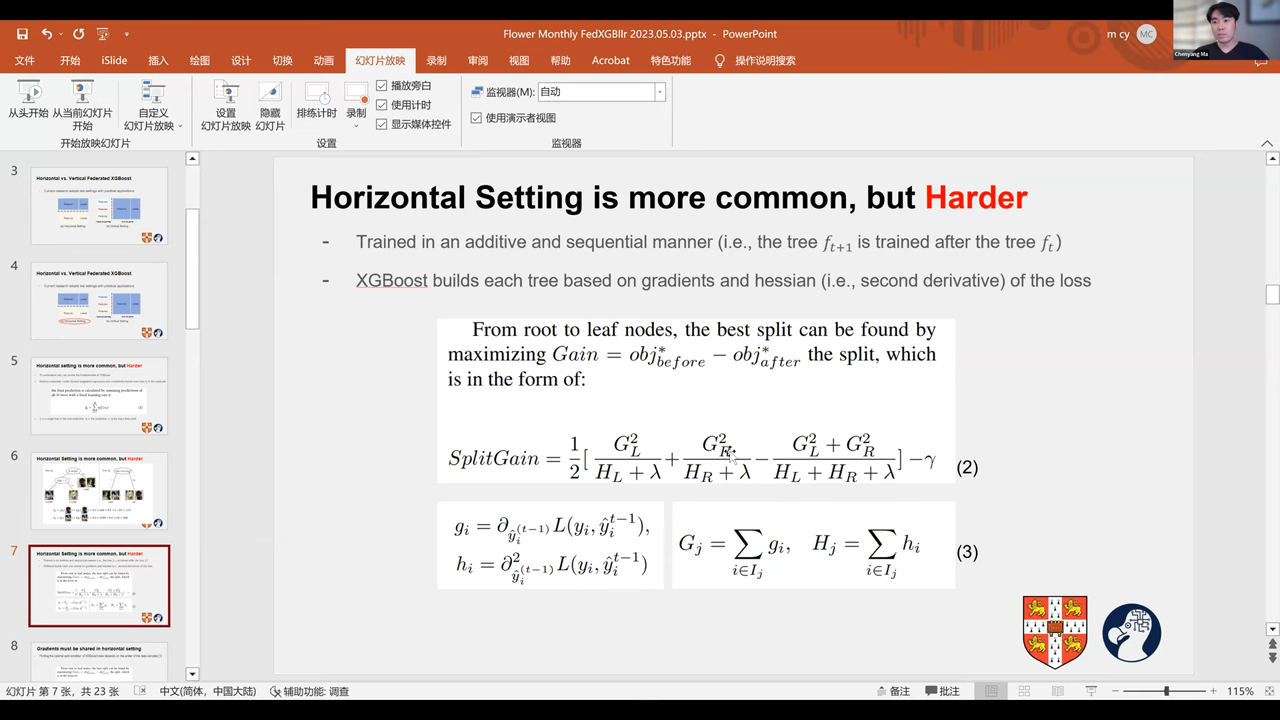 Flower Monthly FedXGBllr 2023.05.03.pptx - PowerPoint
m cy
MC
Chenyang Ma
文件 开始 iSlide 插入 绘图 设计 切换 动画 幻灯片放映 录制 审阅 视图 帮助 Acrobat 特色功能 操作说明搜索
从头开始 从当前幻灯片
开始
自定义
幻灯片放映
开始放映幻灯片
设置
幻灯片放映
隐藏
幻灯片
排练计时
录制
播放旁白
使用计时
显示媒体控件
设置
监视器(M):
自动
使用演示者视图
监视器
3
Horizontal vs. Vertical Federated XGBoost
4
Horizontal vs. Vertical Federated XGBoost
5
Horizontal setting is more common, but Harder
6
Horizontal setting is more common, but Harder
7
Horizontal setting is more common, but Harder
8
Gradients must be shared in horizontal setting
Horizontal Setting is more common, but Harder
- Trained in an additive and sequential manner (i.e., the tree f_{t+1} is trained after the tree f_t)
- XGBoost builds each tree based on gradients and hessian (i.e., second derivative) of the loss
From root to leaf nodes, the best split can be found by
maximizing Gain = obj^*_{before} − obj^*_{after} the split, which
is in the form of:
SplitGain = \frac{1}{2}[ \frac{G_L^2}{H_L + λ} + \frac{G_R^2}{H_R + λ} − \frac{G_L^2 + G_R^2}{H_L + H_R + λ} ] − γ (2)
g_i = ∂_{ŷ_i^{(t−1)}} L(y_i, ŷ_i^{t−1}),
h_i = ∂^2_{ŷ_i^{(t−1)}} L(y_i, ŷ_i^{t−1})
G_j = \sum_{i∈I_j} g_i, H_j = \sum_{i∈I_j} h_i (3)
幻灯片 第 7 张，共 23 张
中文(简体，中国大陆)
辅助功能: 调查
备注
批注
115%